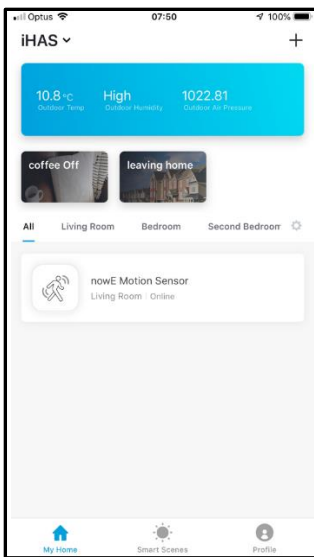 Optus 07:50 100%
iHAS
10.8 °C High 1022.81
Outdoor Temp Outdoor Humidity Outdoor Air Pressure
coffee Off leaving home
All Living Room Bedroom Second Bedroom
nowE Motion Sensor
Living Room | Online
My Home Smart Scenes Profile